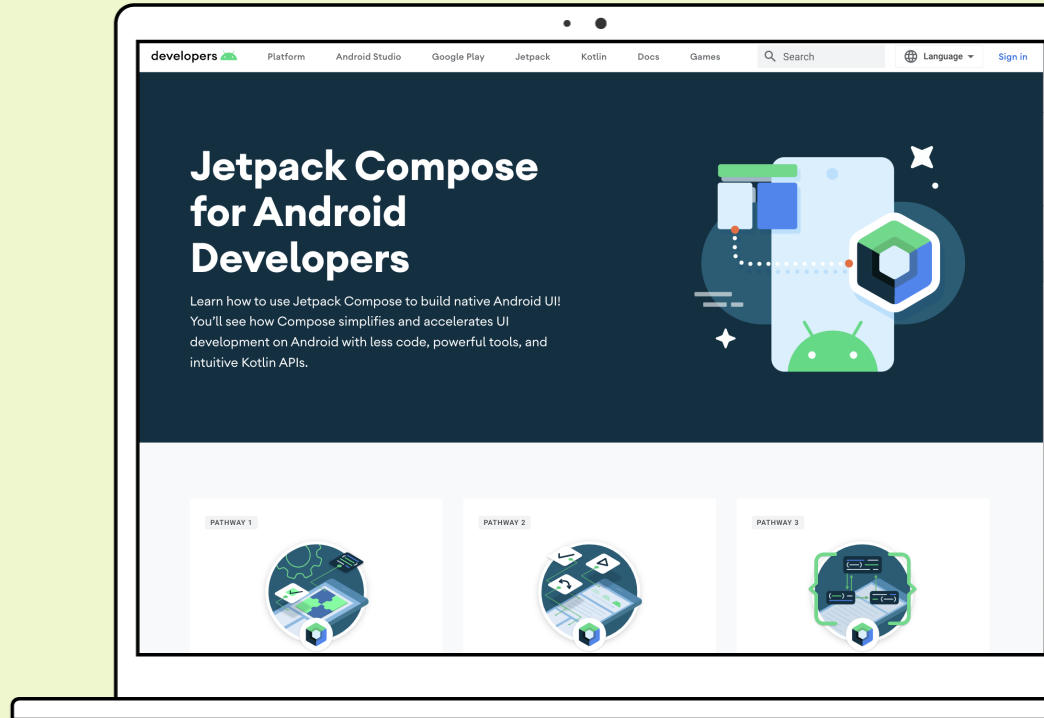 developers Platform Android Studio Google Play Jetpack Kotlin Docs Games Search Language Sign in
Jetpack Compose
for Android
Developers
Learn how to use Jetpack Compose to build native Android UI!
You'll see how Compose simplifies and accelerates UI
development on Android with less code, powerful tools, and
intuitive Kotlin APIs.
PATHWAY 1 PATHWAY 2 PATHWAY 3